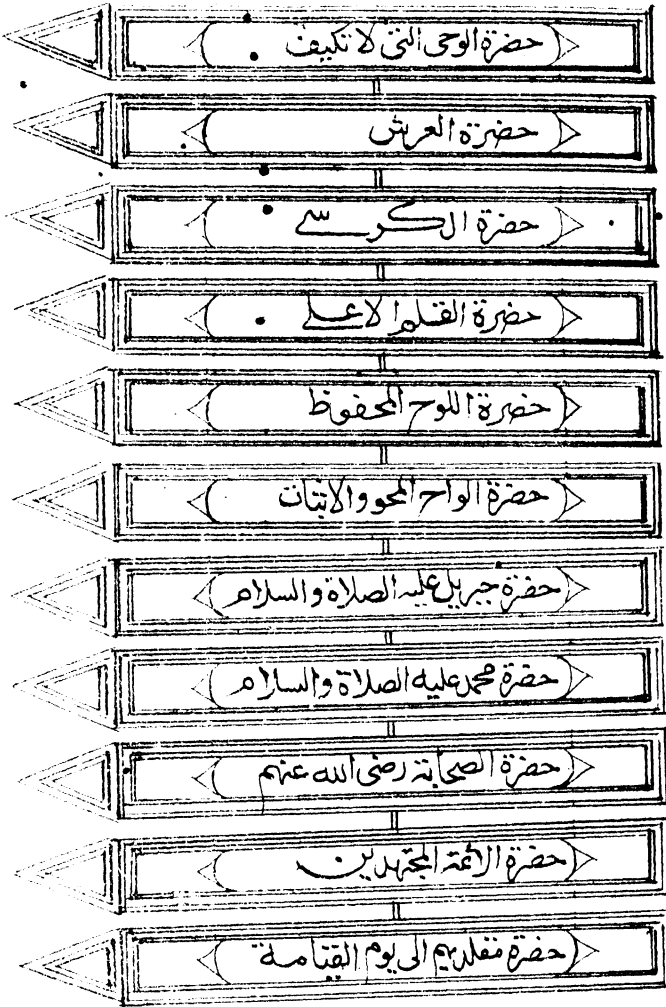 حضرة الوحى التى لا تكيف
حضرة العرش
حضرة الكرسى
حضرة القلم الاعلى
حضرة اللوح المحفوظ
حضرة الواح المحو والاثبات
حضرة جبريل عليه الصلاة والسلام
حضرة محمد عليه الصلاة والسلام
حضرة الصحابة رضى الله عنهم
حضرة الائمة المجتهدين
حضرة مقلديهم الى يوم القيامة